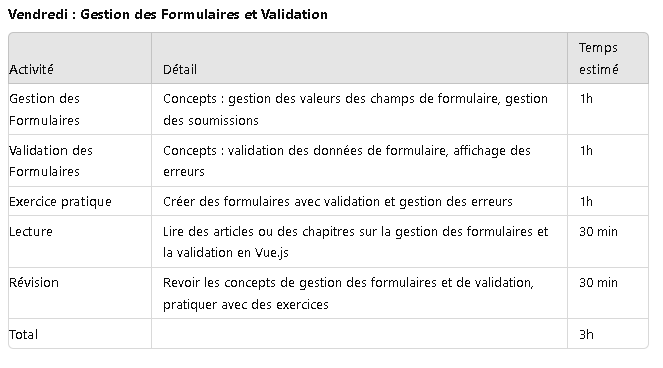 Vendredi : Gestion des Formulaires et Validation
Temps
Activité Détail estimé
Gestion des Concepts : gestion des valeurs des champs de formulaire, gestion 1h
Formulaires des soumissions
Validation des Concepts : validation des données de formulaire, affichage des 1h
Formulaires erreurs
Exercice pratique Créer des formulaires avec validation et gestion des erreurs 1h
Lecture Lire des articles ou des chapitres sur la gestion des formulaires et 30 min
la validation en Vue.js
Révision Revoir les concepts de gestion des formulaires et de validation, 30 min
pratiquer avec des exercices
Total 3h